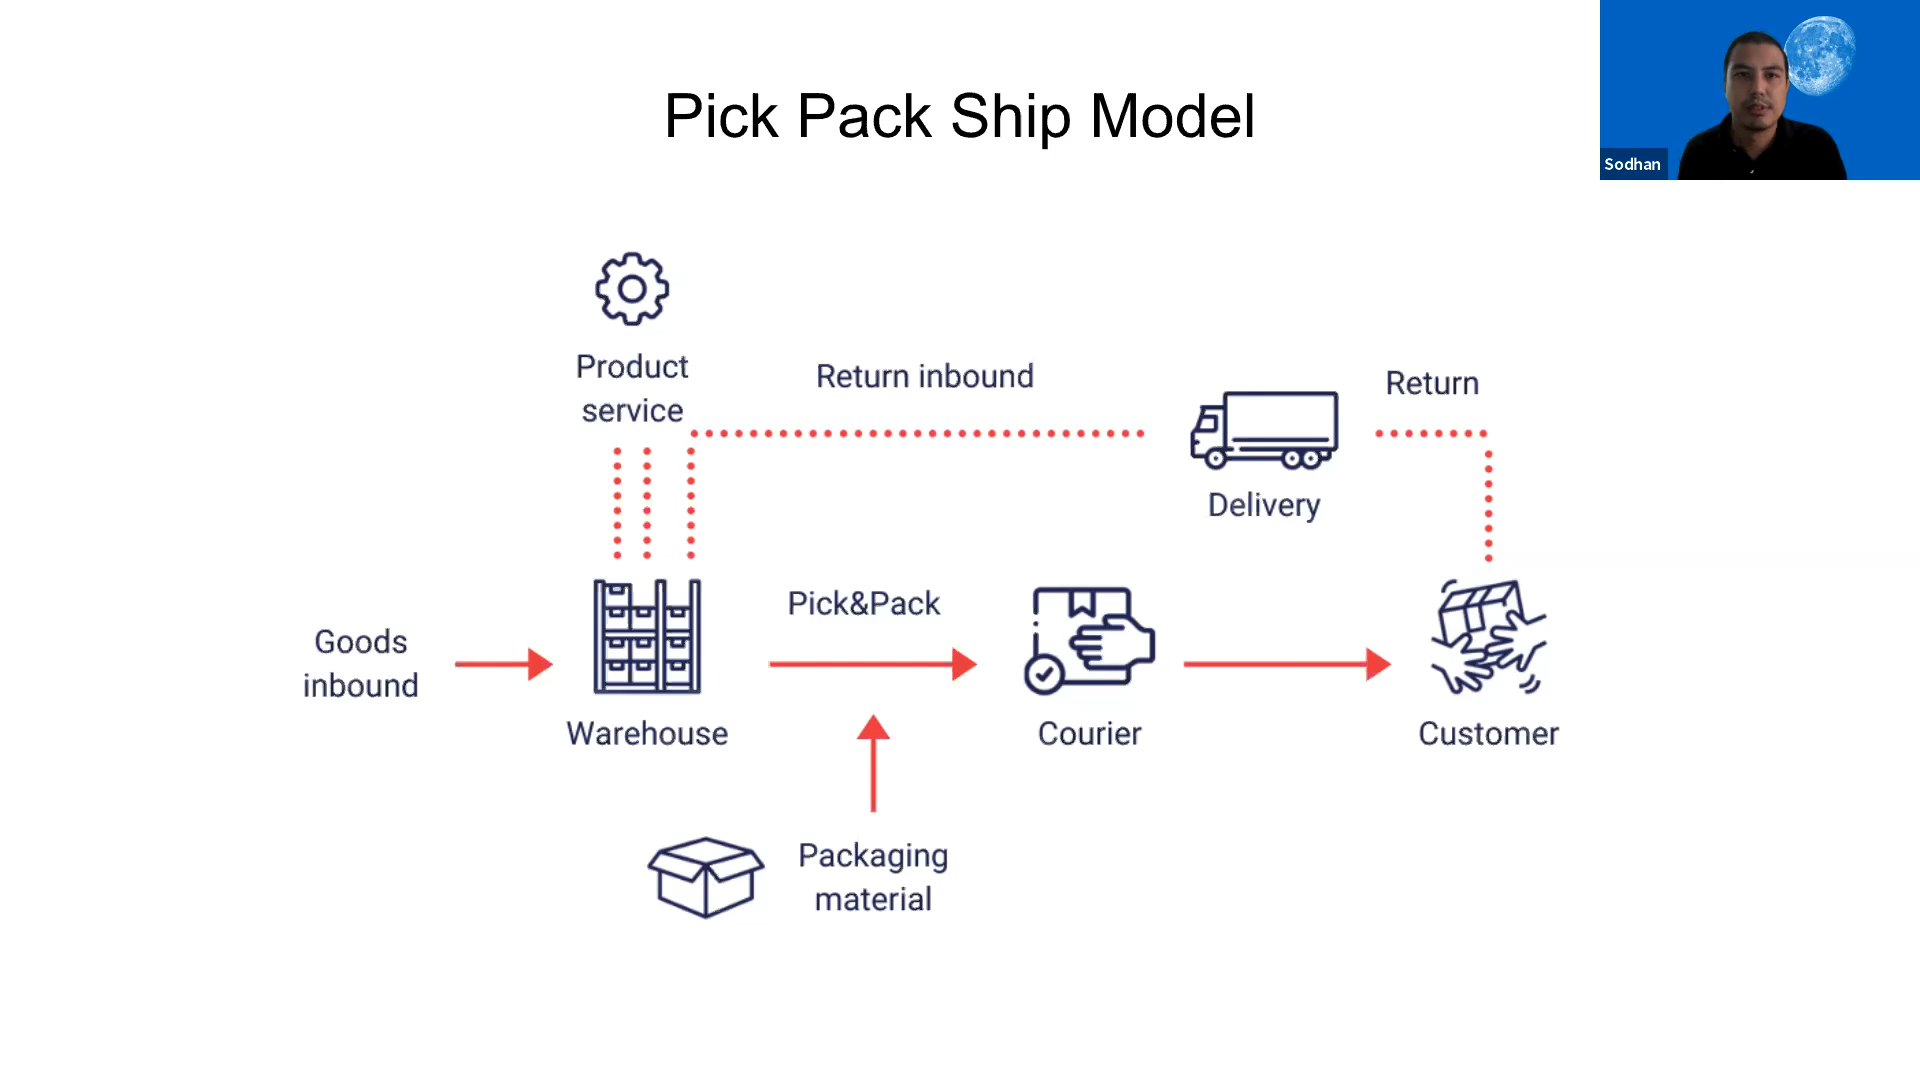 Pick Pack Ship Model
Sodhan
Product
service
Return inbound
Return
Delivery
Pick&Pack
Goods
inbound
Warehouse
Courier
Customer
Packaging
material